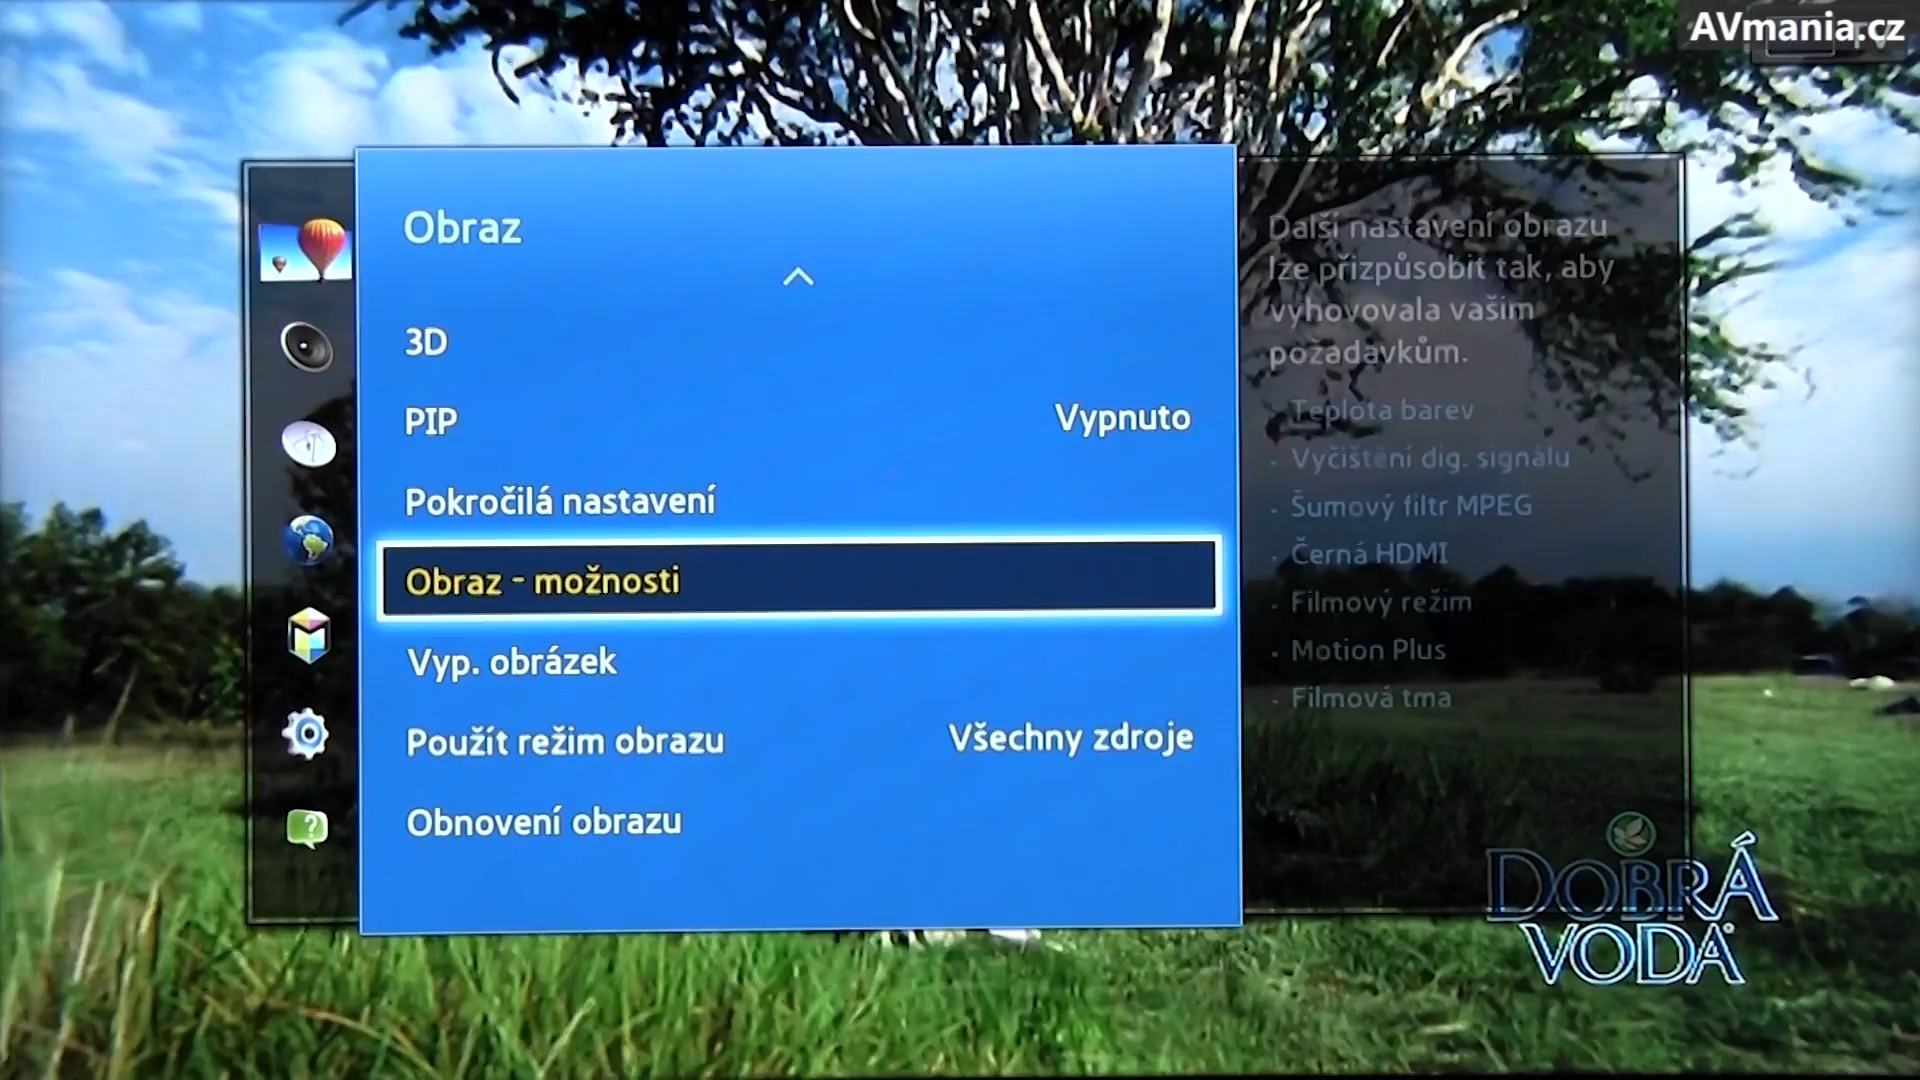 AVmania.cz
Obraz
3D
PIP Vypnuto
Pokročilá nastavení
Obraz - možnosti
Vyp. obrázek
Použít režim obrazu Všechny zdroje
Obnovení obrazu
Další nastavení obrazu
lze přizpůsobit tak, aby
vyhovovala vašim
požadavkům.
- Teplota barev
- Vyčištění dig. signálu
- Šumový filtr MPEG
- Černá HDMI
- Filmový režim
- Motion Plus
- Filmová tma
DOBRÁ
VODA